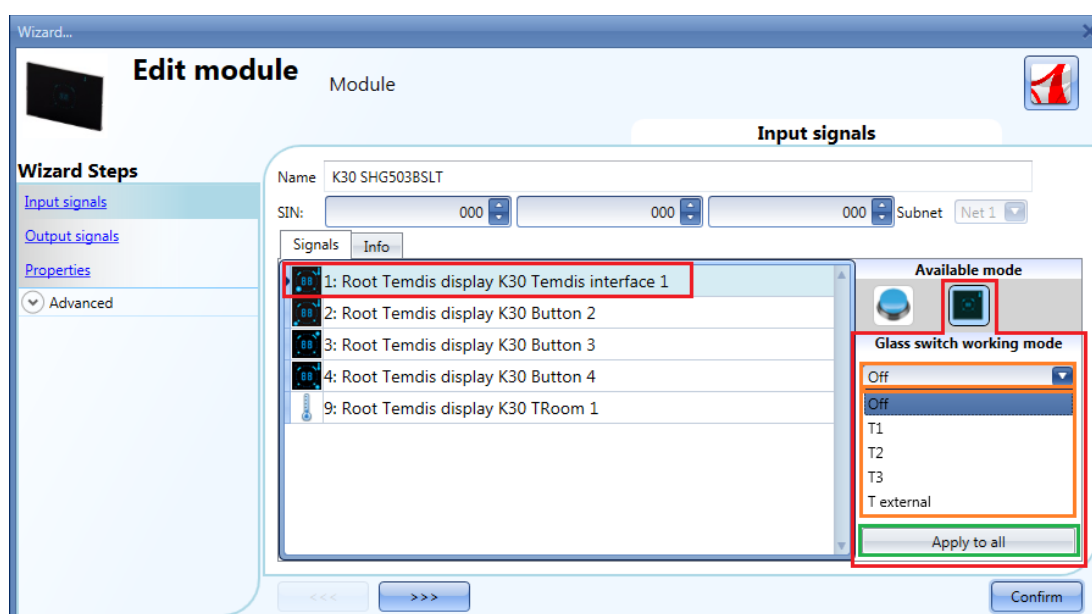 Wizard...
Edit module
Module
Input signals
Wizard Steps
Input signals
Output signals
Properties
Advanced
Name K30 SHG503BSLT
SIN: 000 000 000 Subnet Net 1
Signals Info
1: Root Temdis display K30 Temdis interface 1
2: Root Temdis display K30 Button 2
3: Root Temdis display K30 Button 3
4: Root Temdis display K30 Button 4
9: Root Temdis display K30 TRoom 1
Available mode
Glass switch working mode
Off
Off
T1
T2
T3
T external
Apply to all
<<< >>> Confirm